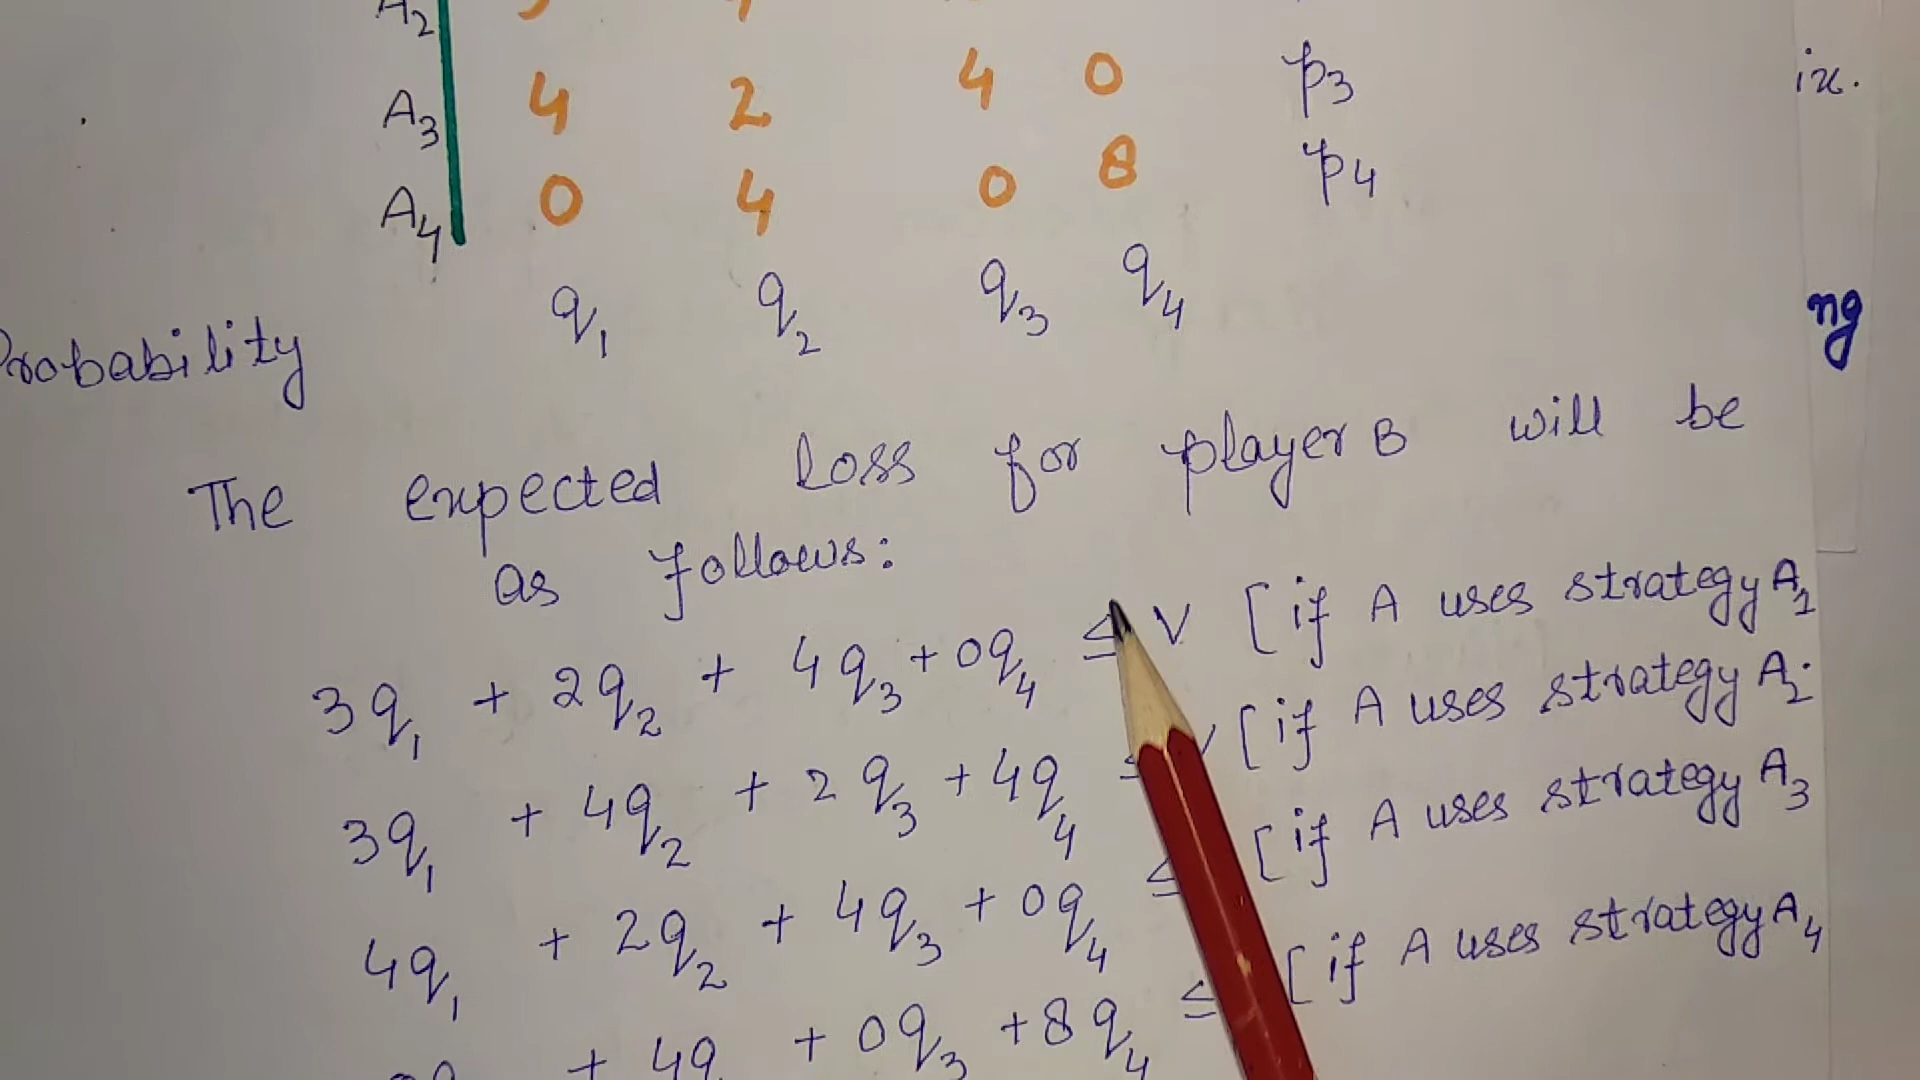 A2
A3 4 2 4 0 p3
ix.
A4 0 4 0 8 p4
Probability q1 q2 q3 q4
ng
The expected loss for player B will be
as follows:
3q1 + 2q2 + 4q3 + 0q4 ≤ V [if A uses strategy A1
3q1 + 4q2 + 2q3 + 4q4 ≤ V [if A uses strategy A2
4q1 + 2q2 + 4q3 + 0q4 ≤ [if A uses strategy A3
+ 4q + 0q3 + 8q4 ≤ [if A uses strategy A4